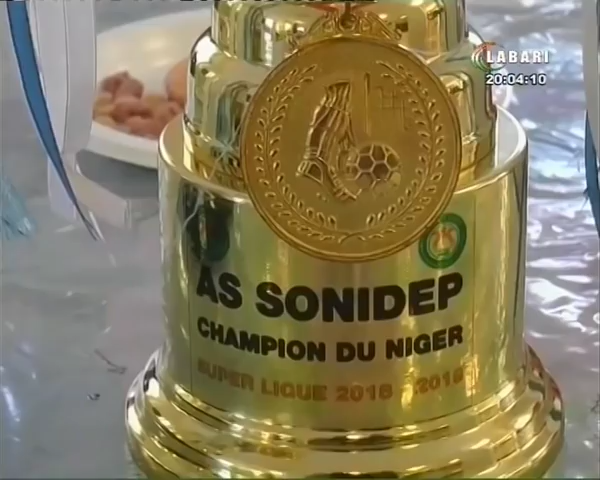 LABARI
20:04:10
AS SONIDEP
CHAMPION DU NIGER
SUPER LIGUE 2018 - 2019